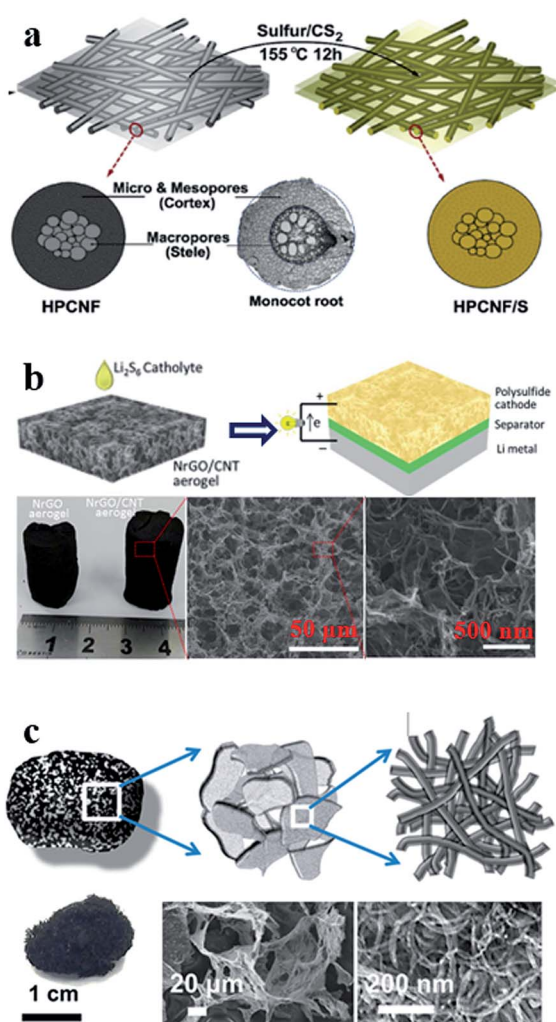 a
Sulfur/CS2
155 °C 12h
Micro & Mesopores
(Cortex)
Macropores
(Stele)
HPCNF
Monocot root
HPCNF/S
b
Li2S6 Catholyte
NrGO/CNT
aerogel
+
e
−
Polysulfide
cathode
Separator
Li metal
NrGO
aerogel
NrGO/CNT
aerogel
1 2 3 4
50 µm
500 nm
c
1 cm
20 µm
200 nm